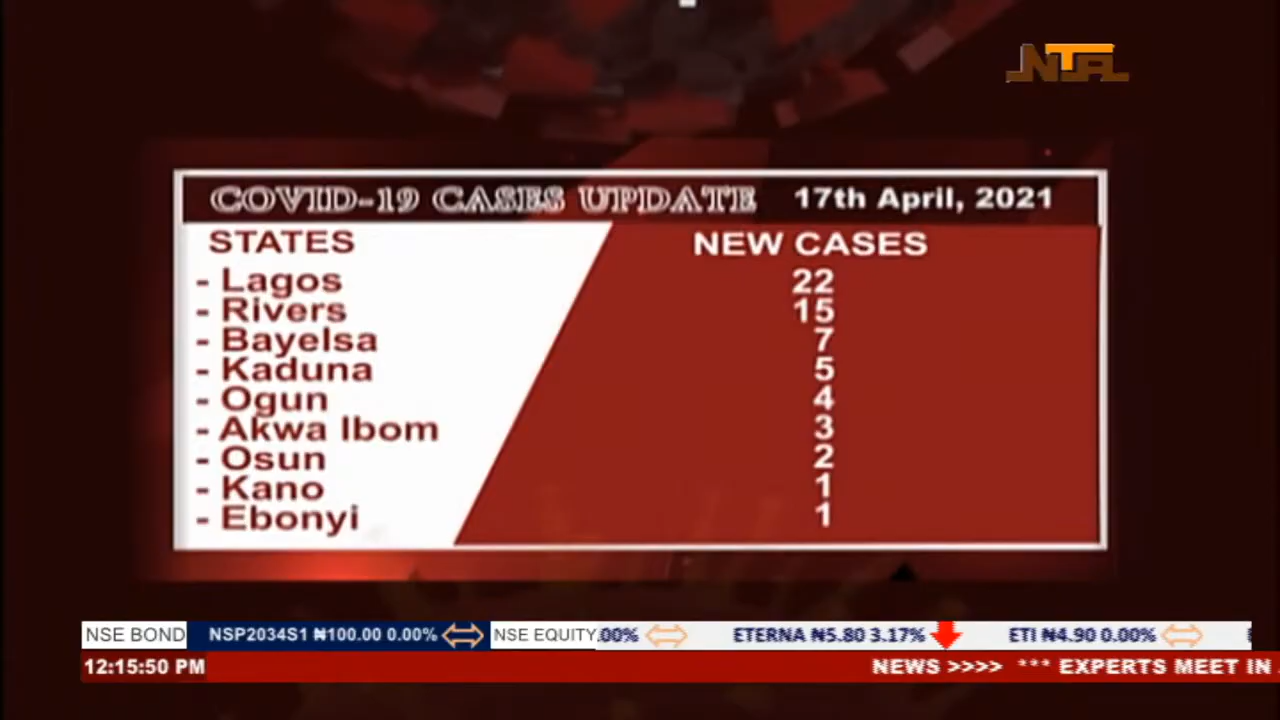 NTA
COVID-19 CASES UPDATE 17th April, 2021
STATES NEW CASES
- Lagos 22
- Rivers 15
- Bayelsa 7
- Kaduna 5
- Ogun 4
- Akwa Ibom 3
- Osun 2
- Kano 1
- Ebonyi 1
NSE BOND NSP2034S1 ₦100.00 0.00% NSE EQUITY .00% ETERNA ₦5.80 3.17% ETI ₦4.90 0.00%
12:15:50 PM NEWS >>>> *** EXPERTS MEET IN